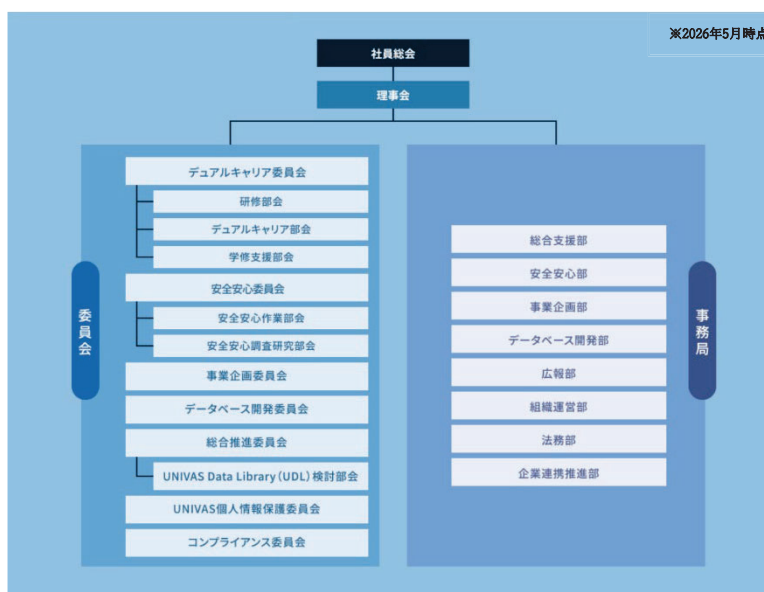 ※2026年5月時点
社員総会
理事会
委員会
デュアルキャリア委員会
研修部会
デュアルキャリア部会
学修支援部会
安全安心委員会
安全安心作業部会
安全安心調査研究部会
事業企画委員会
データベース開発委員会
総合推進委員会
UNIVAS Data Library(UDL)検討部会
UNIVAS個人情報保護委員会
コンプライアンス委員会
事務局
総合支援部
安全安心部
事業企画部
データベース開発部
広報部
組織運営部
法務部
企業連携推進部